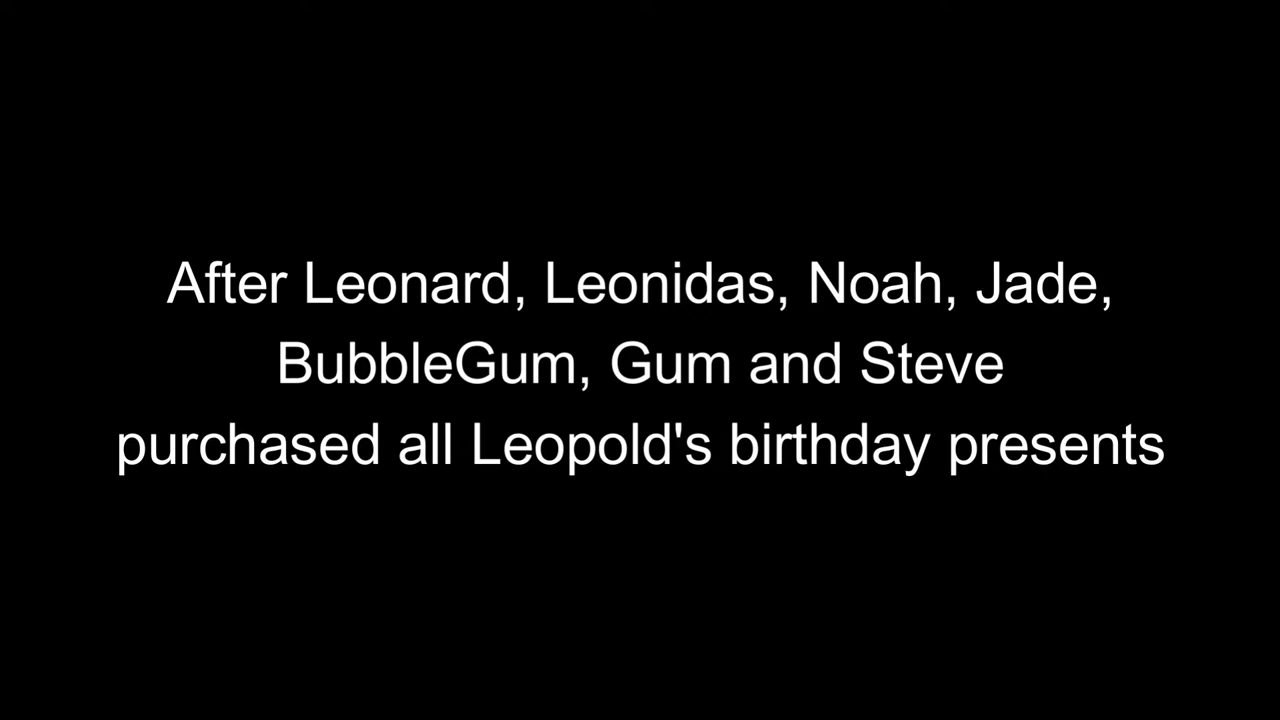 After Leonard, Leonidas, Noah, Jade,
BubbleGum, Gum and Steve
purchased all Leopold's birthday presents